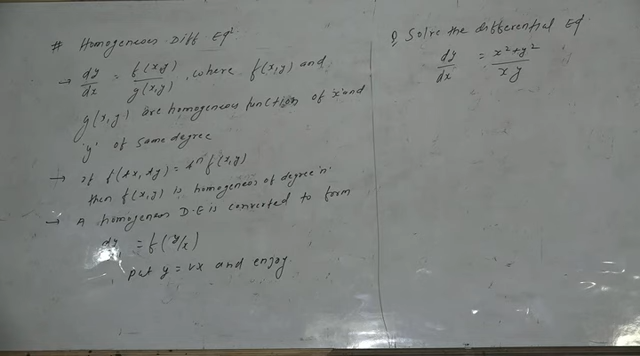 # Homogeneous Diff Eqⁿ
→ dy/dx = f(x,y)/g(x,y), where f(x,y) and
g(x,y) are homogeneous function of 'x' and
'y' of same degree
→ If f(λx, λy) = λⁿ f(x,y)
then f(x,y) is homogeneous of degree 'n'.
→ A homogeneous D.E is converted to form
dy/dx = f(y/x)
put y = vx and enjoy
Q Solve the differential Eqⁿ
dy/dx = x²+y²/xy